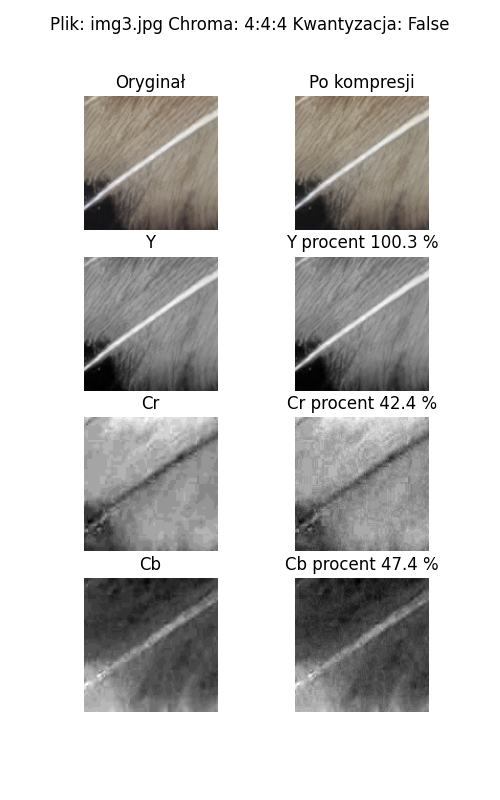 Plik: img3.jpg Chroma: 4:4:4 Kwantyzacja: False
Oryginał
Po kompresji
Y
Y procent 100.3 %
Cr
Cr procent 42.4 %
Cb
Cb procent 47.4 %